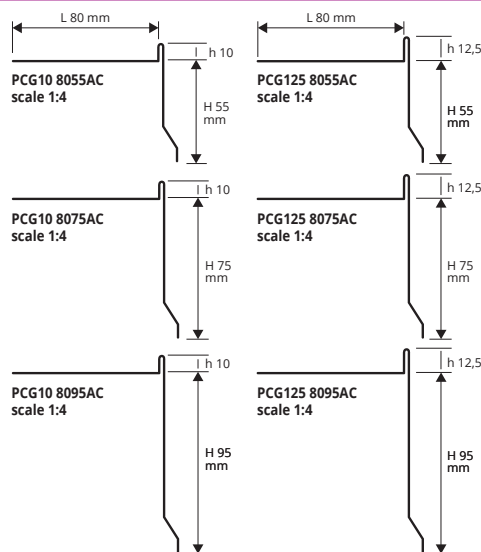 L 80 mm
h 10
PCG10 8055AC
scale 1:4
H 55
mm
L 80 mm
h 12,5
PCG125 8055AC
scale 1:4
H 55
mm
h 10
PCG10 8075AC
scale 1:4
H 75
mm
h 12,5
PCG125 8075AC
scale 1:4
H 75
mm
h 10
PCG10 8095AC
scale 1:4
H 95
mm
h 12,5
PCG125 8095AC
scale 1:4
H 95
mm